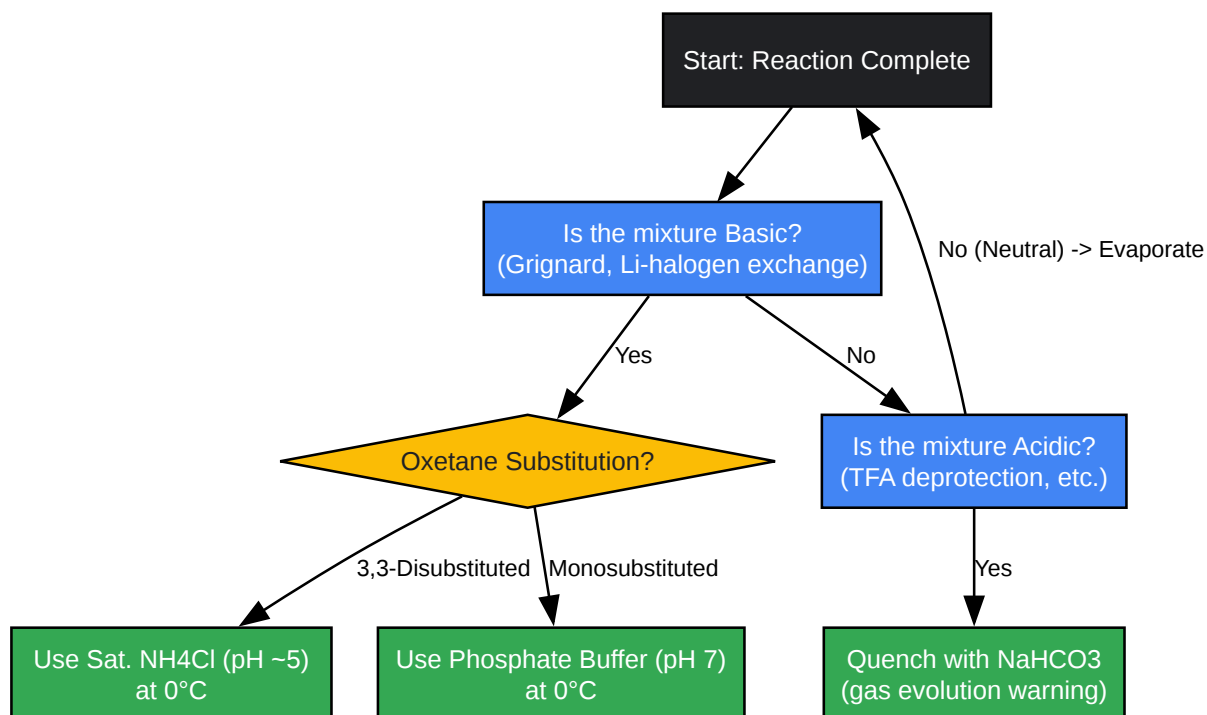 Start: Reaction Complete
Is the mixture Basic?
(Grignard, Li-halogen exchange)
No (Neutral) -> Evaporate
Yes
No
Oxetane Substitution?
Is the mixture Acidic?
(TFA deprotection, etc.)
3,3-Disubstituted
Monosubstituted
Yes
Use Sat. NH4Cl (pH ~5)
at 0°C
Use Phosphate Buffer (pH 7)
at 0°C
Quench with NaHCO3
(gas evolution warning)